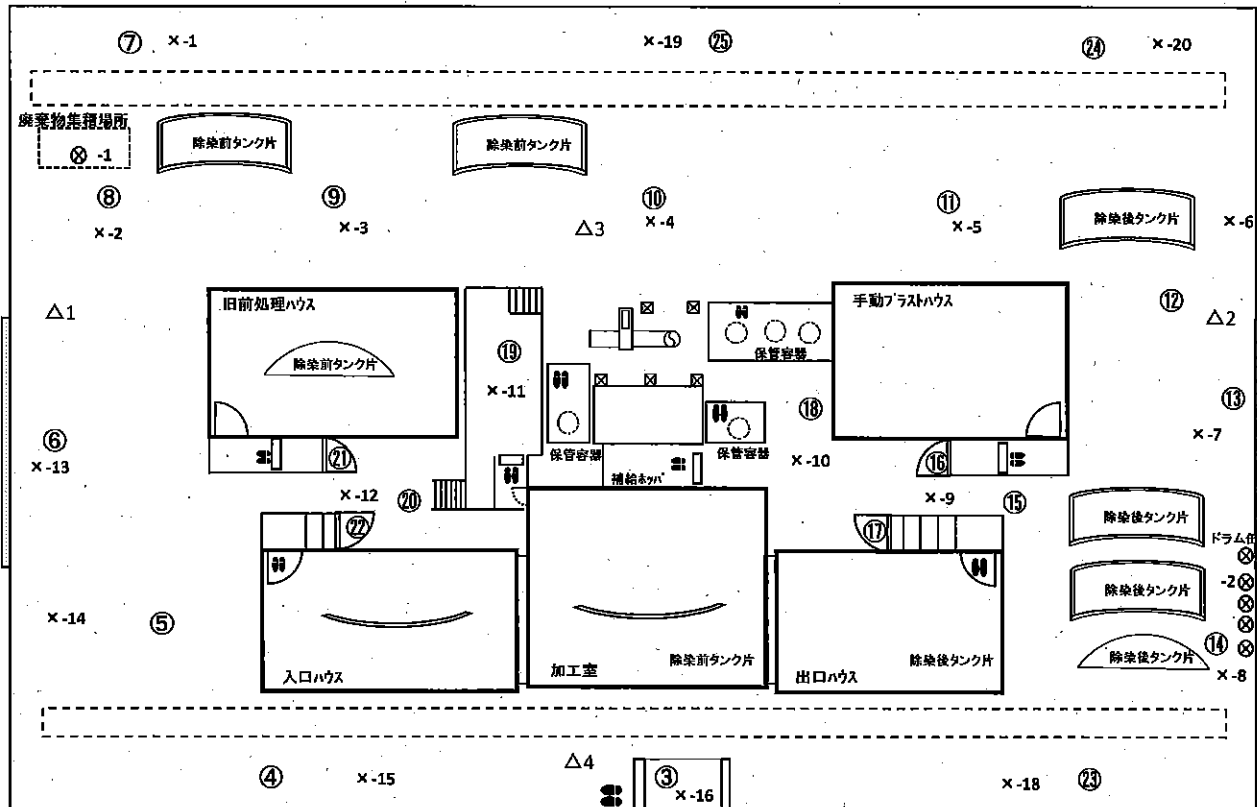 ⑦ ×-1 ×-19 ㉕ ㉔ ×-20
廃棄物集積場所
⊗ -1
除染前タンク片
除染前タンク片
⑧ ⑨ ⑩ ⑪
×-2 ×-3 △3 ×-4 ×-5
除染後タンク片
×-6
△1
旧前処理ハウス
除染前タンク片
⑲
×-11
保管容器
手動ブラストハウス
⑫
△2
⑬
⑥
×-13
㉑
保管容器
保管容器
⑱
×-10
⑯
×-7
補給ホッパ
×-12
⑳
㉒
×-9
⑮
⑰
除染後タンク片
ドラム缶
-2
除染後タンク片
×-14
⑤
入口ハウス
加工室
除染前タンク片
出口ハウス
除染後タンク片
除染後タンク片
⑭
×-8
④ ×-15 △4 ③ ×-16 ×-18 ㉓